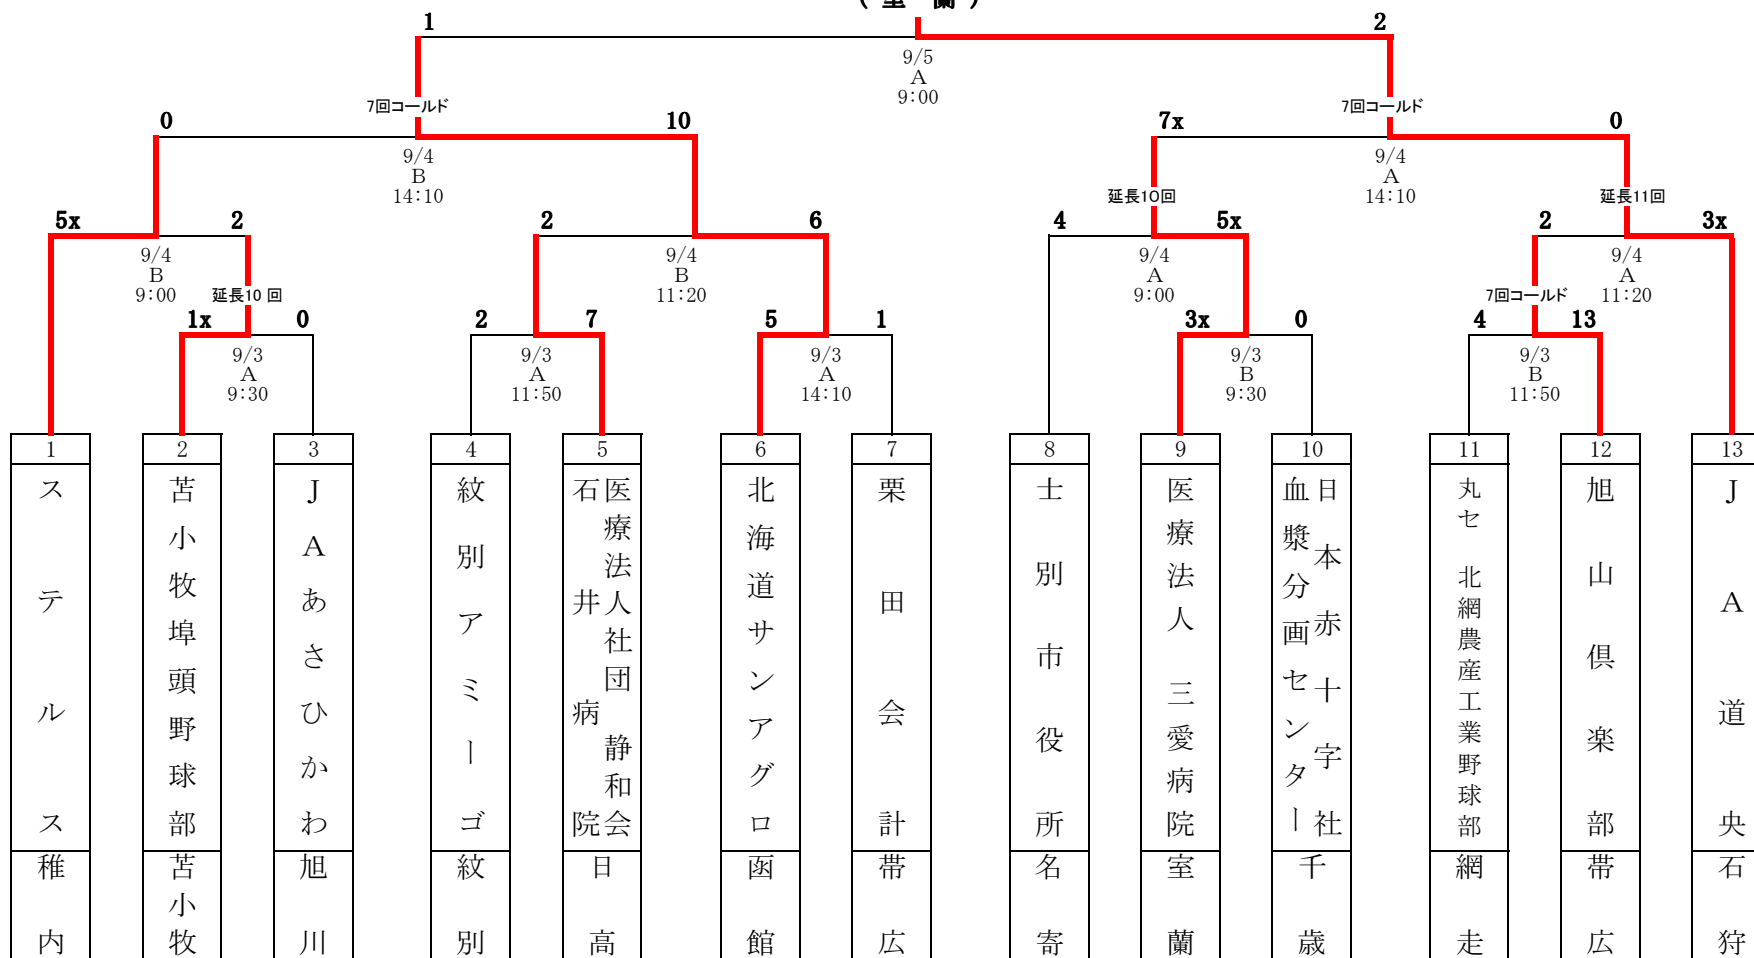 (室 蘭)
1
2
9/5
A
9:00
7回コールド
7回コールド
0
10
7x
0
9/4
B
14:10
9/4
A
14:10
延長10回
延長11回
5x
2
2
6
4
5x
2
3x
9/4
B
9:00
9/4
B
11:20
9/4
A
9:00
9/4
A
11:20
延長10 回
7回コールド
1x
0
2
7
5
1
3x
0
4
13
9/3
A
9:30
9/3
A
11:50
9/3
A
14:10
9/3
B
9:30
9/3
B
11:50
1
2
3
4
5
6
7
8
9
10
11
12
13
ステルス
苫小牧埠頭野球部
JAあさひかわ
紋別アミーゴ
医療法人社団 静和会
石井病院
北海道サンアグロ
栗田会計
士別市役所
医療法人 三愛病院
日本赤十字社
血漿分画センター
丸セ 北網農産工業野球部
旭山倶楽部
JA道央
稚内
苫小牧
旭川
紋別
日高
函館
帯広
名寄
室蘭
千歳
網走
帯広
石狩